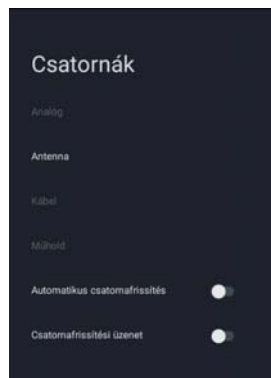 Csatornák
Analóg
Antenna
Kábel
Műhold
Automatikus csatornafrissítés
Csatornafrissítési üzenet